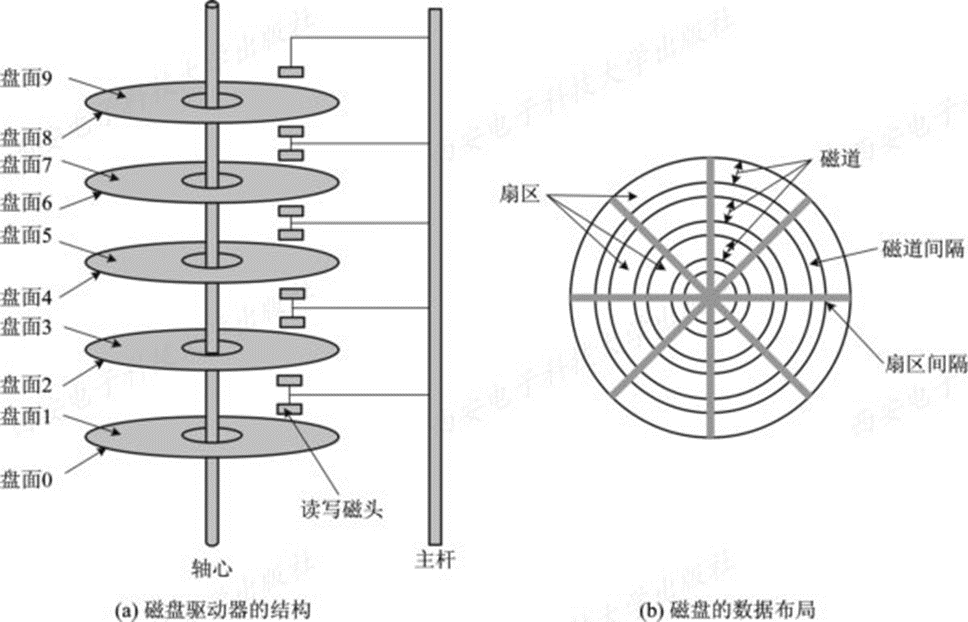 盘面9
盘面8
盘面7
盘面6
盘面5
盘面4
盘面3
盘面2
盘面1
盘面0
读写磁头
轴心
主杆
(a) 磁盘驱动器的结构
磁道
扇区
磁道间隔
扇区间隔
(b) 磁盘的数据布局
西安电子科技大学出版社